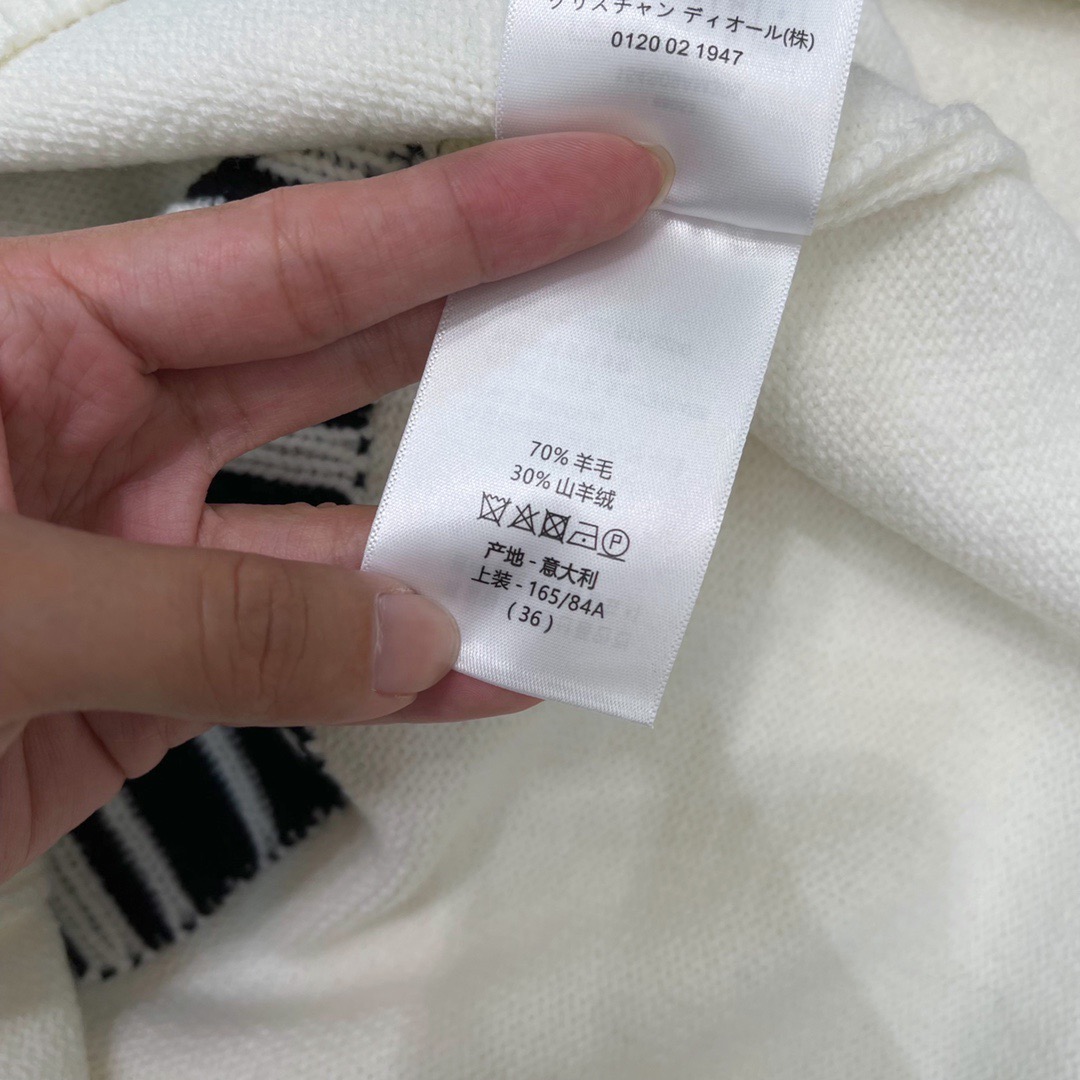 クリスチャン ディオール(株)
0120 02 1947
70% 羊毛
30% 山羊绒
P
产地 - 意大利
上装 - 165/84A
( 36 )